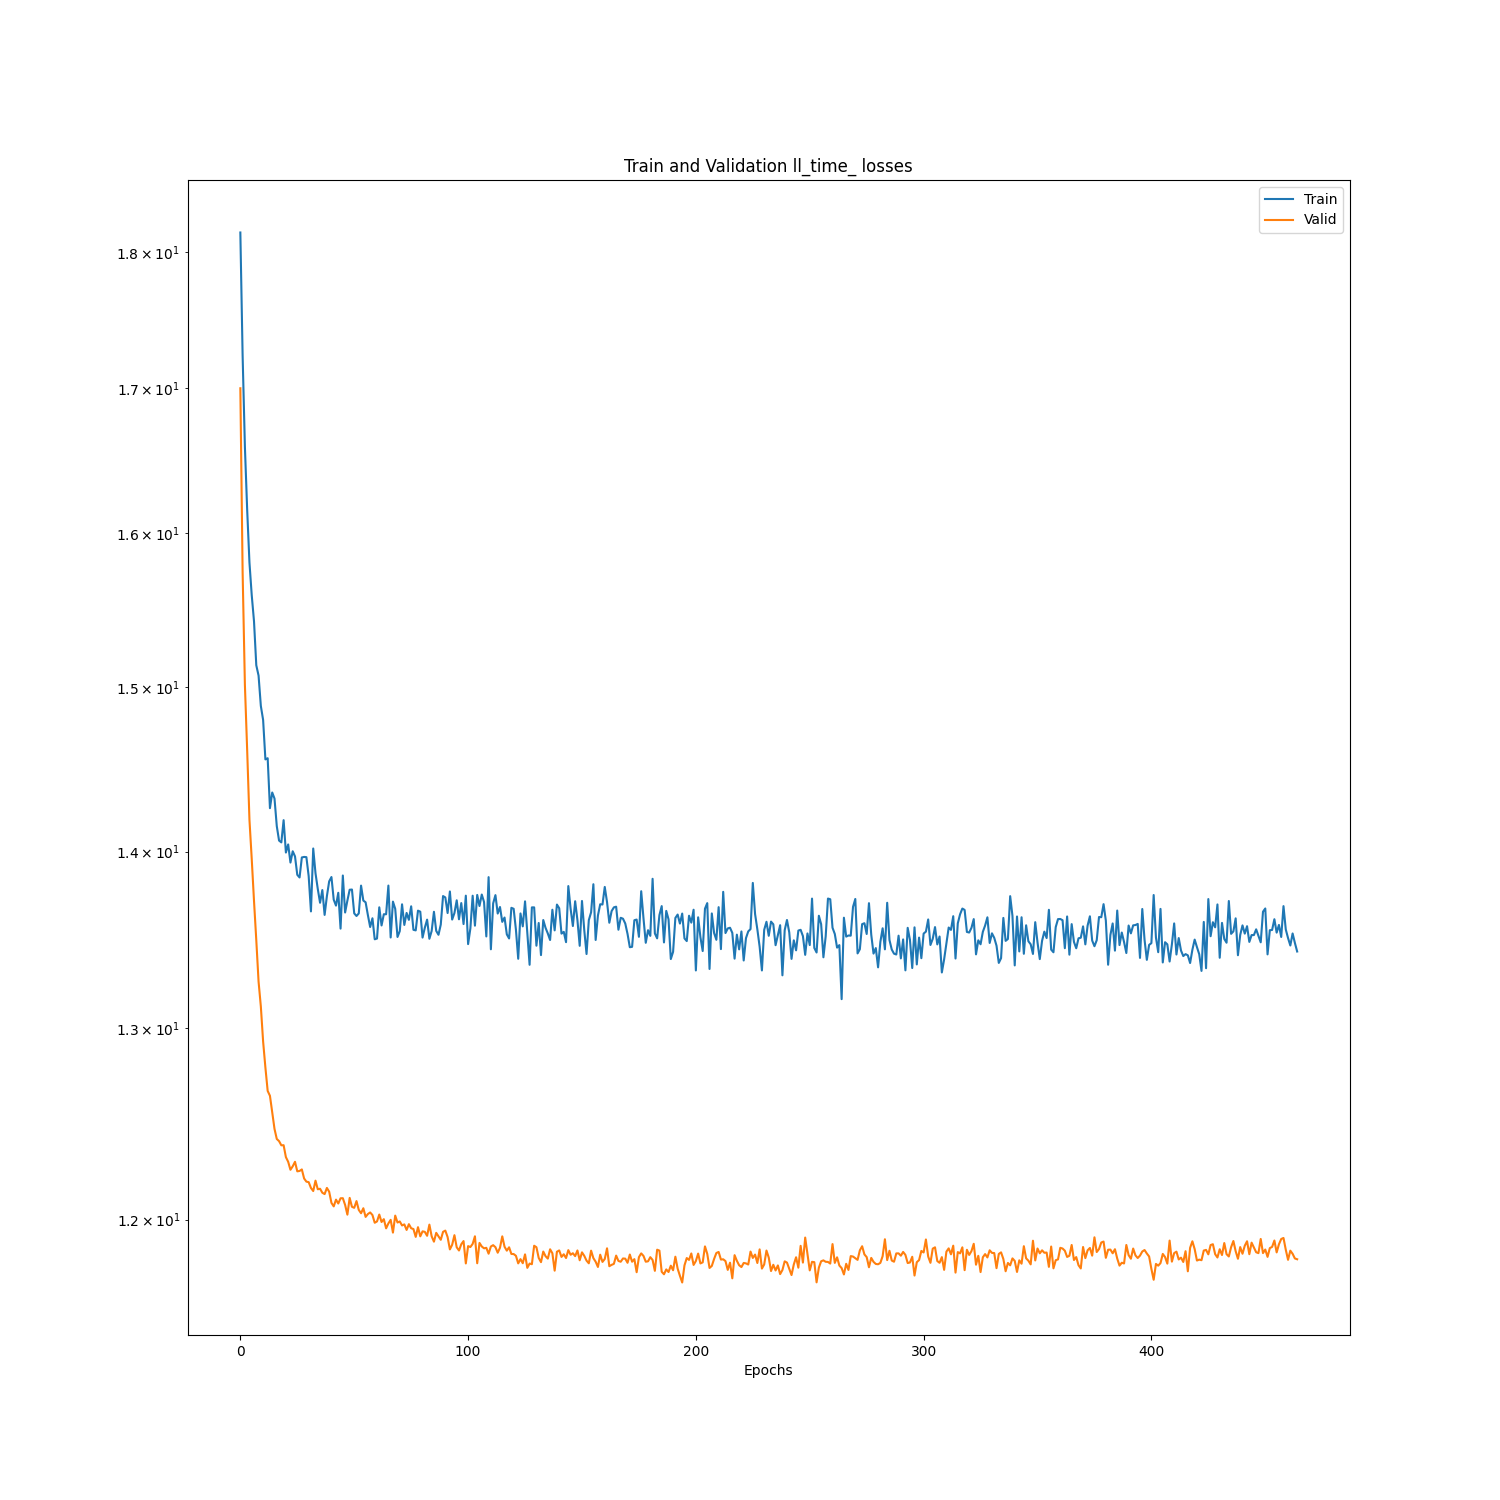 Train and Validation ll_time_ losses
Train
Valid
1.8 × 10¹
1.7 × 10¹
1.6 × 10¹
1.5 × 10¹
1.4 × 10¹
1.3 × 10¹
1.2 × 10¹
0 100 200 300 400
Epochs